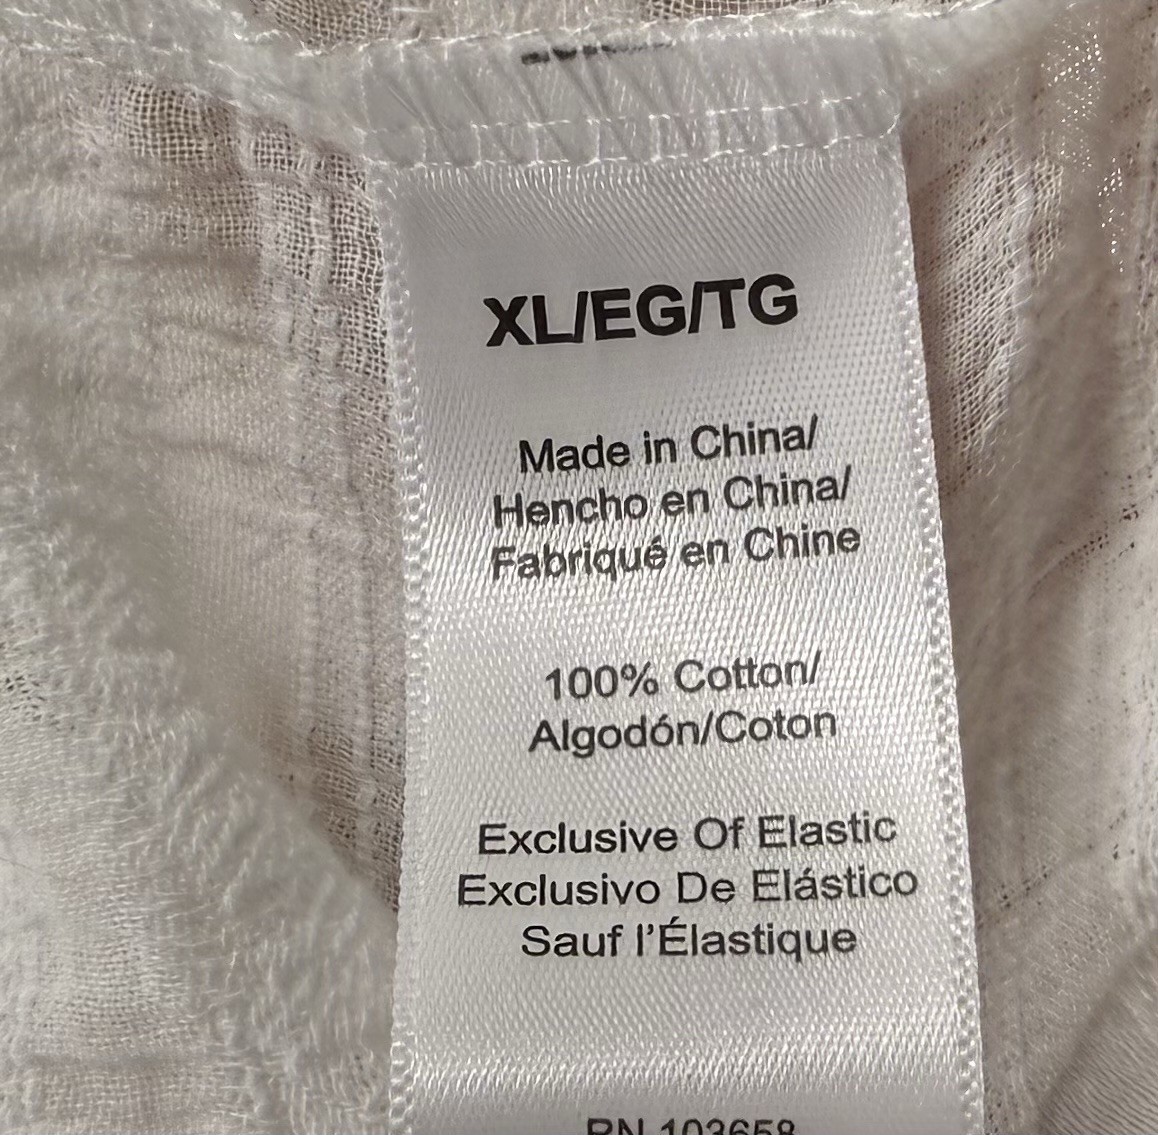 XL/EG/TG
Made in China/
Hencho en China/
Fabriqué en Chine
100% Cotton/
Algodón/Coton
Exclusive Of Elastic
Exclusivo De Elástico
Sauf l'Élastique
RN 103658